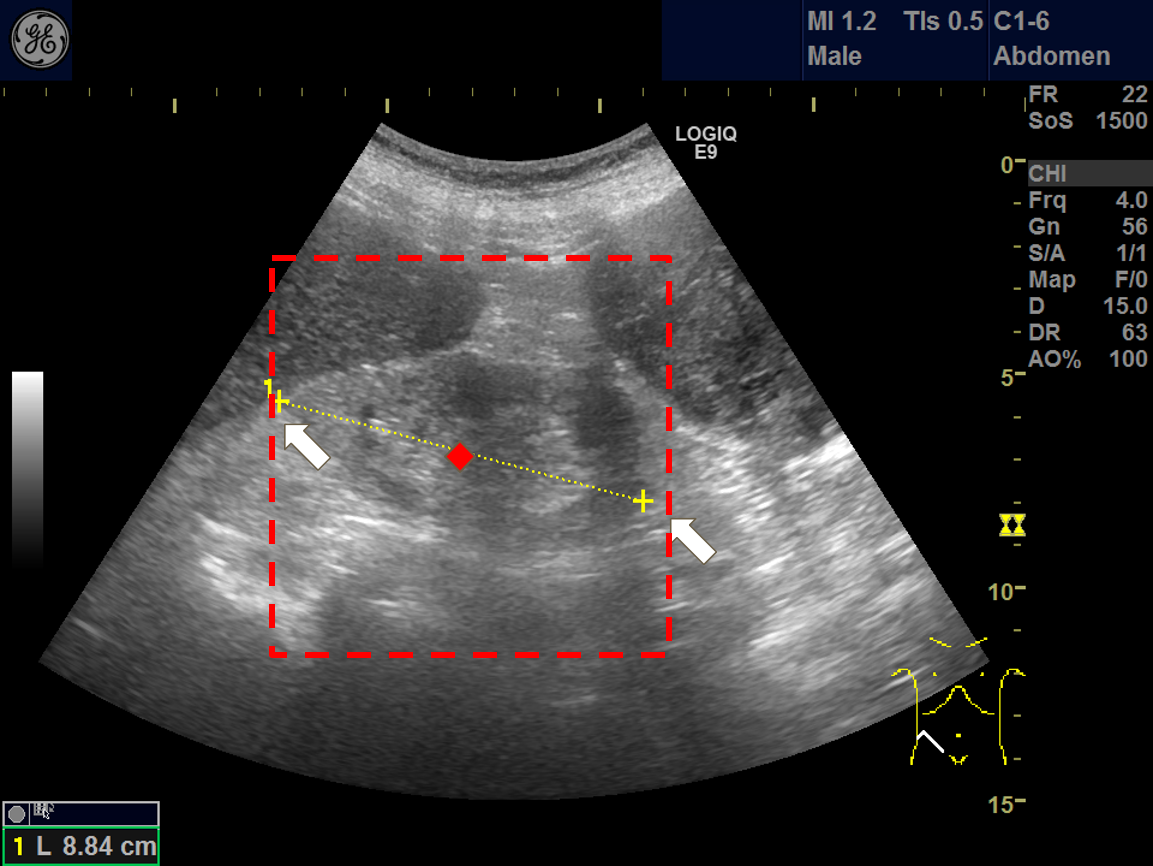 GE
MI 1.2 TIs 0.5 C1-6
Male Abdomen
FR 22
SoS 1500
LOGIQ
E9
CHI
Frq 4.0
Gn 56
S/A 1/1
Map F/0
D 15.0
DR 63
AO% 100
0
5
10
15
1
1 L 8.84 cm